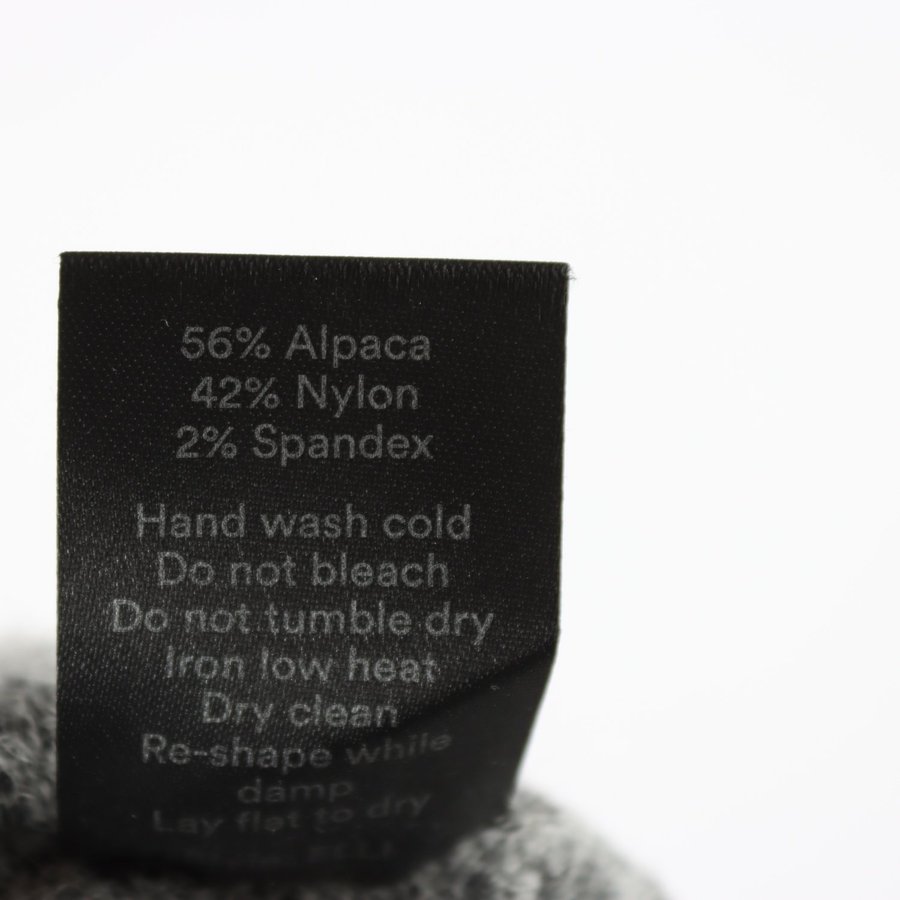 56% Alpaca
42% Nylon
2% Spandex
Hand wash cold
Do not bleach
Do not tumble dry
Iron low heat
Dry clean
Re-shape while
damp
Lay flat to dry